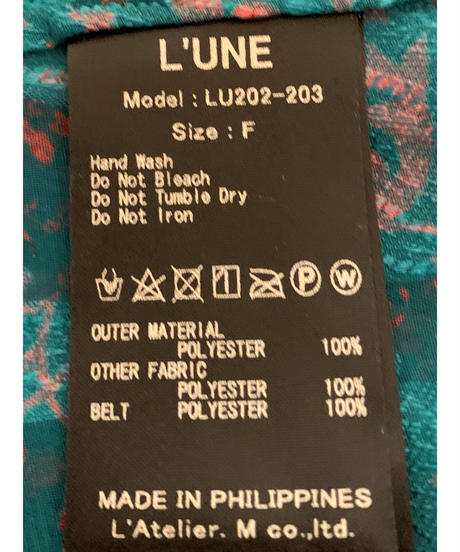 L'UNE
Model : LU202-203
Size : F
Hand Wash
Do Not Bleach
Do Not Tumble Dry
Do Not Iron
P W
OUTER MATERIAL
POLYESTER 100%
OTHER FABRIC
POLYESTER 100%
BELT POLYESTER 100%
MADE IN PHILIPPINES
L'Atelier. M co.,ltd.